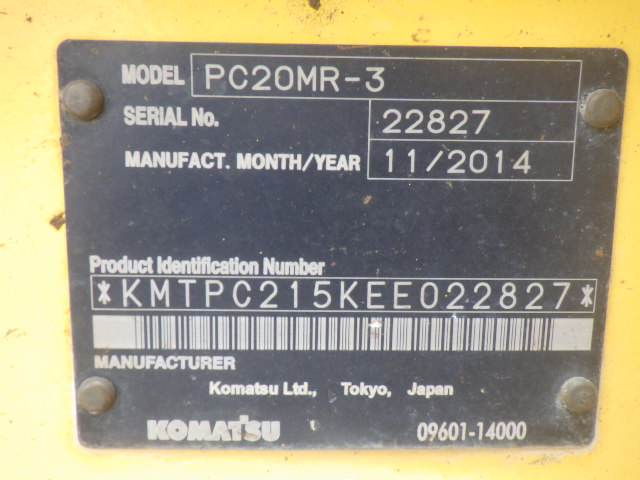 MODEL PC20MR-3
SERIAL No. 22827
MANUFACT. MONTH/YEAR 11/2014
Product Identification Number
*KMTPC215KEE022827*
MANUFACTURER
Komatsu Ltd., Tokyo, Japan
KOMATSU 09601-14000